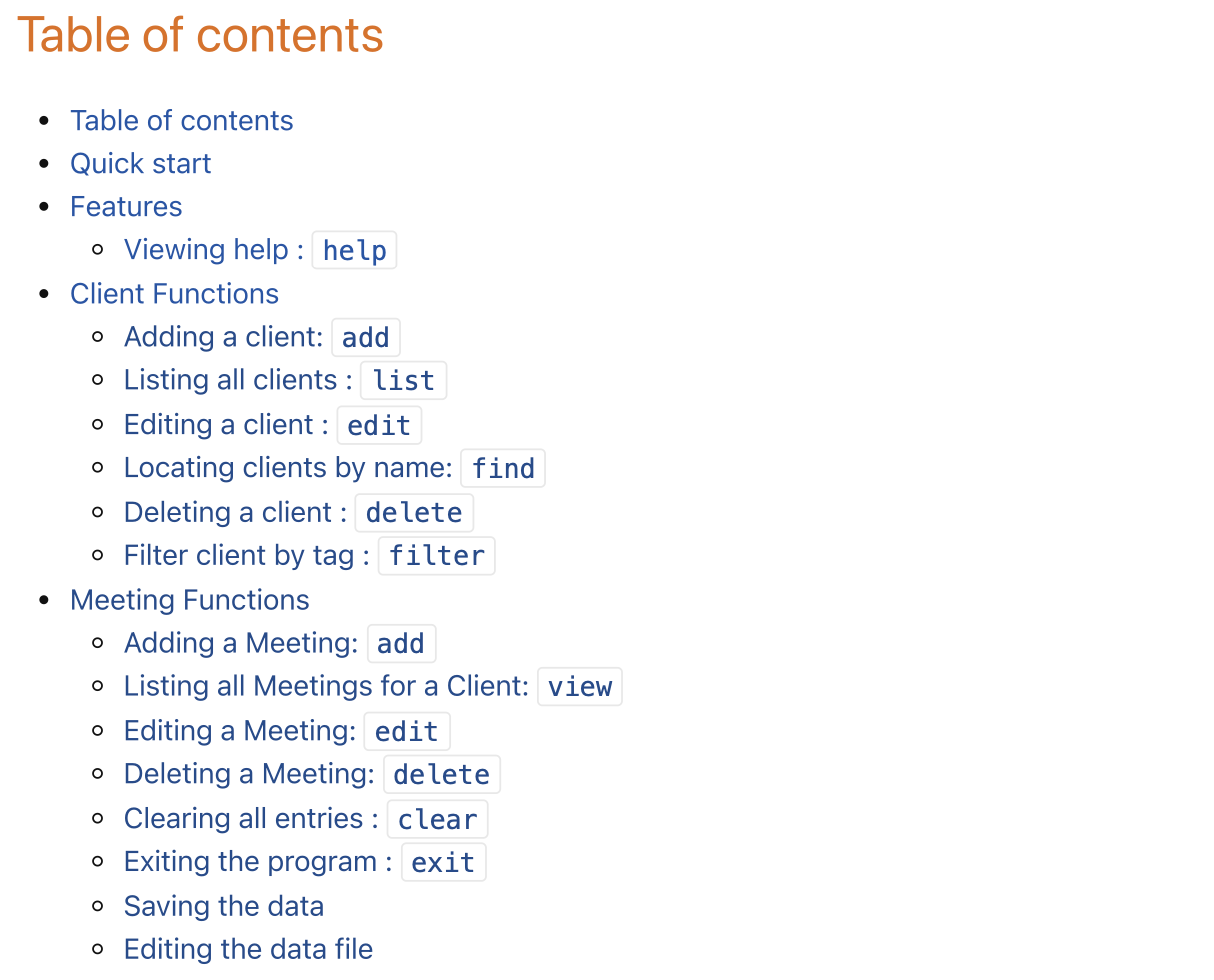 Table of contents
Table of contents
Quick start
Features
Viewing help : help
Client Functions
Adding a client: add
Listing all clients : list
Editing a client : edit
Locating clients by name: find
Deleting a client : delete
Filter client by tag : filter
Meeting Functions
Adding a Meeting: add
Listing all Meetings for a Client: view
Editing a Meeting: edit
Deleting a Meeting: delete
Clearing all entries : clear
Exiting the program : exit
Saving the data
Editing the data file